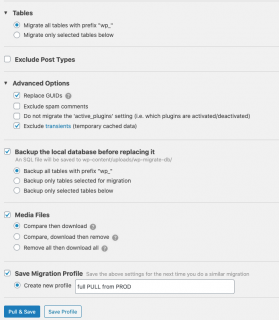 Tables
Migrate all tables with prefix "wp_"
Migrate only selected tables below
Exclude Post Types
Advanced Options
Replace GUIDs ?
Exclude spam comments
Do not migrate the 'active_plugins' setting (i.e. which plugins are activated/deactivated)
Exclude transients (temporary cached data)
Backup the local database before replacing it
An SQL file will be saved to wp-content/uploads/wp-migrate-db/
Backup all tables with prefix "wp_"
Backup only tables selected for migration
Backup only selected tables below
Media Files
Compare then download ?
Compare, download then remove ?
Remove all then download all ?
Save Migration Profile Save the above settings for the next time you do a similar migration
Create new profile full PULL from PROD
Pull & Save Save Profile